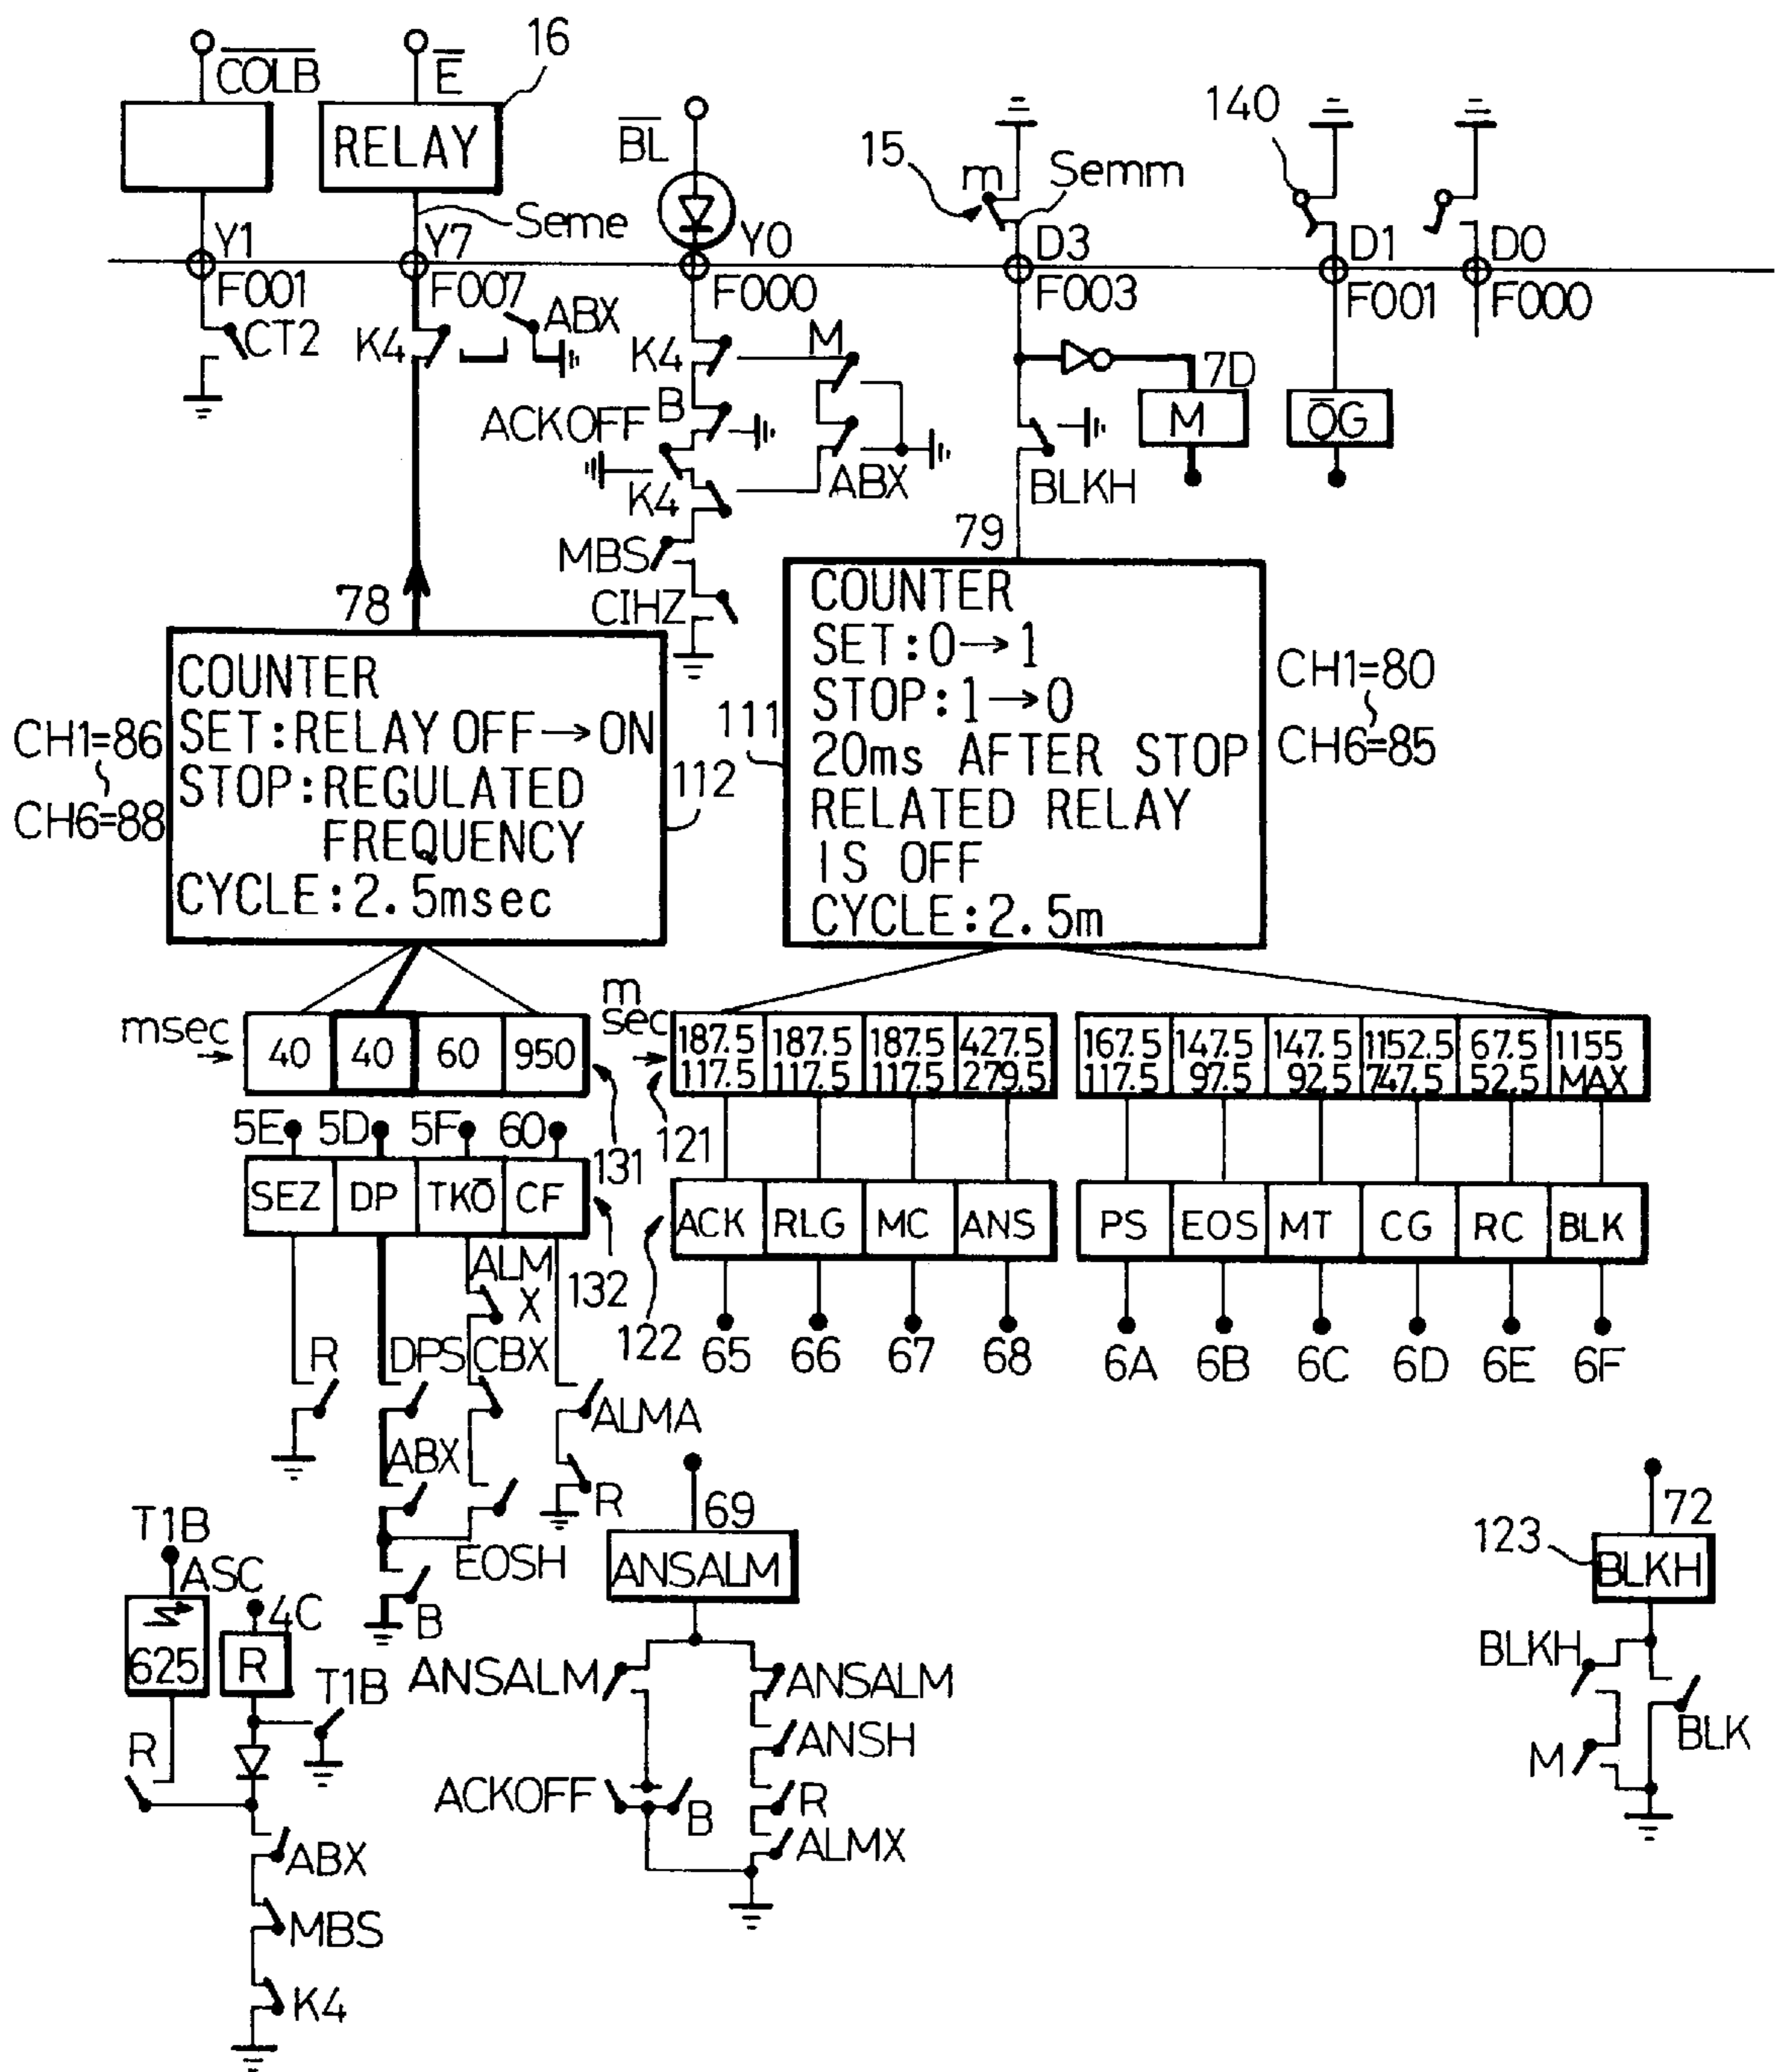 C̅O̅L̅B̅
E̅
16
RELAY
B̅L̅
140
15
m
Semm
Seme
Y1
Y7
Y0
D3
D1
D0
F001
F007
F000
F003
F001
F000
CT2
K4
ABX
K4
M
7D
B
ACKOFF
M
O̅G
K4
ABX
BLKH
MBS
79
CIHZ
78
COUNTER
SET:RELAY OFF→ON
STOP:REGULATED
FREQUENCY
CYCLE:2.5msec
CH1=86
CH6=88
112
COUNTER
SET:0→1
STOP:1→0
20ms AFTER STOP
RELATED RELAY
IS OFF
CYCLE:2.5m
111
CH1=80
CH6=85
msec
40 40 60 950
131
m
sec
187.5 187.5 187.5 427.5
117.5 117.5 117.5 279.5
121
167.5 147.5 147.5 1152.5 67.5 1155
117.5 97.5 92.5 747.5 52.5 MAX
5E 5D 5F 60
SEZ DP TKO̅ CF
132
ACK RLG MC ANS
122
PS EOS MT CG RC BLK
65 66 67 68
6A 6B 6C 6D 6E 6F
ALM
X
R
DPS
CBX
ALMA
ABX
R
EOSH
B
69
ANSALM
ANSALM
ANSALM
ANSH
ACKOFF
B
R
ALMX
72
123
BLKH
BLKH
BLK
M
T1B
ASC
4C
625
R
T1B
R
ABX
MBS
K4